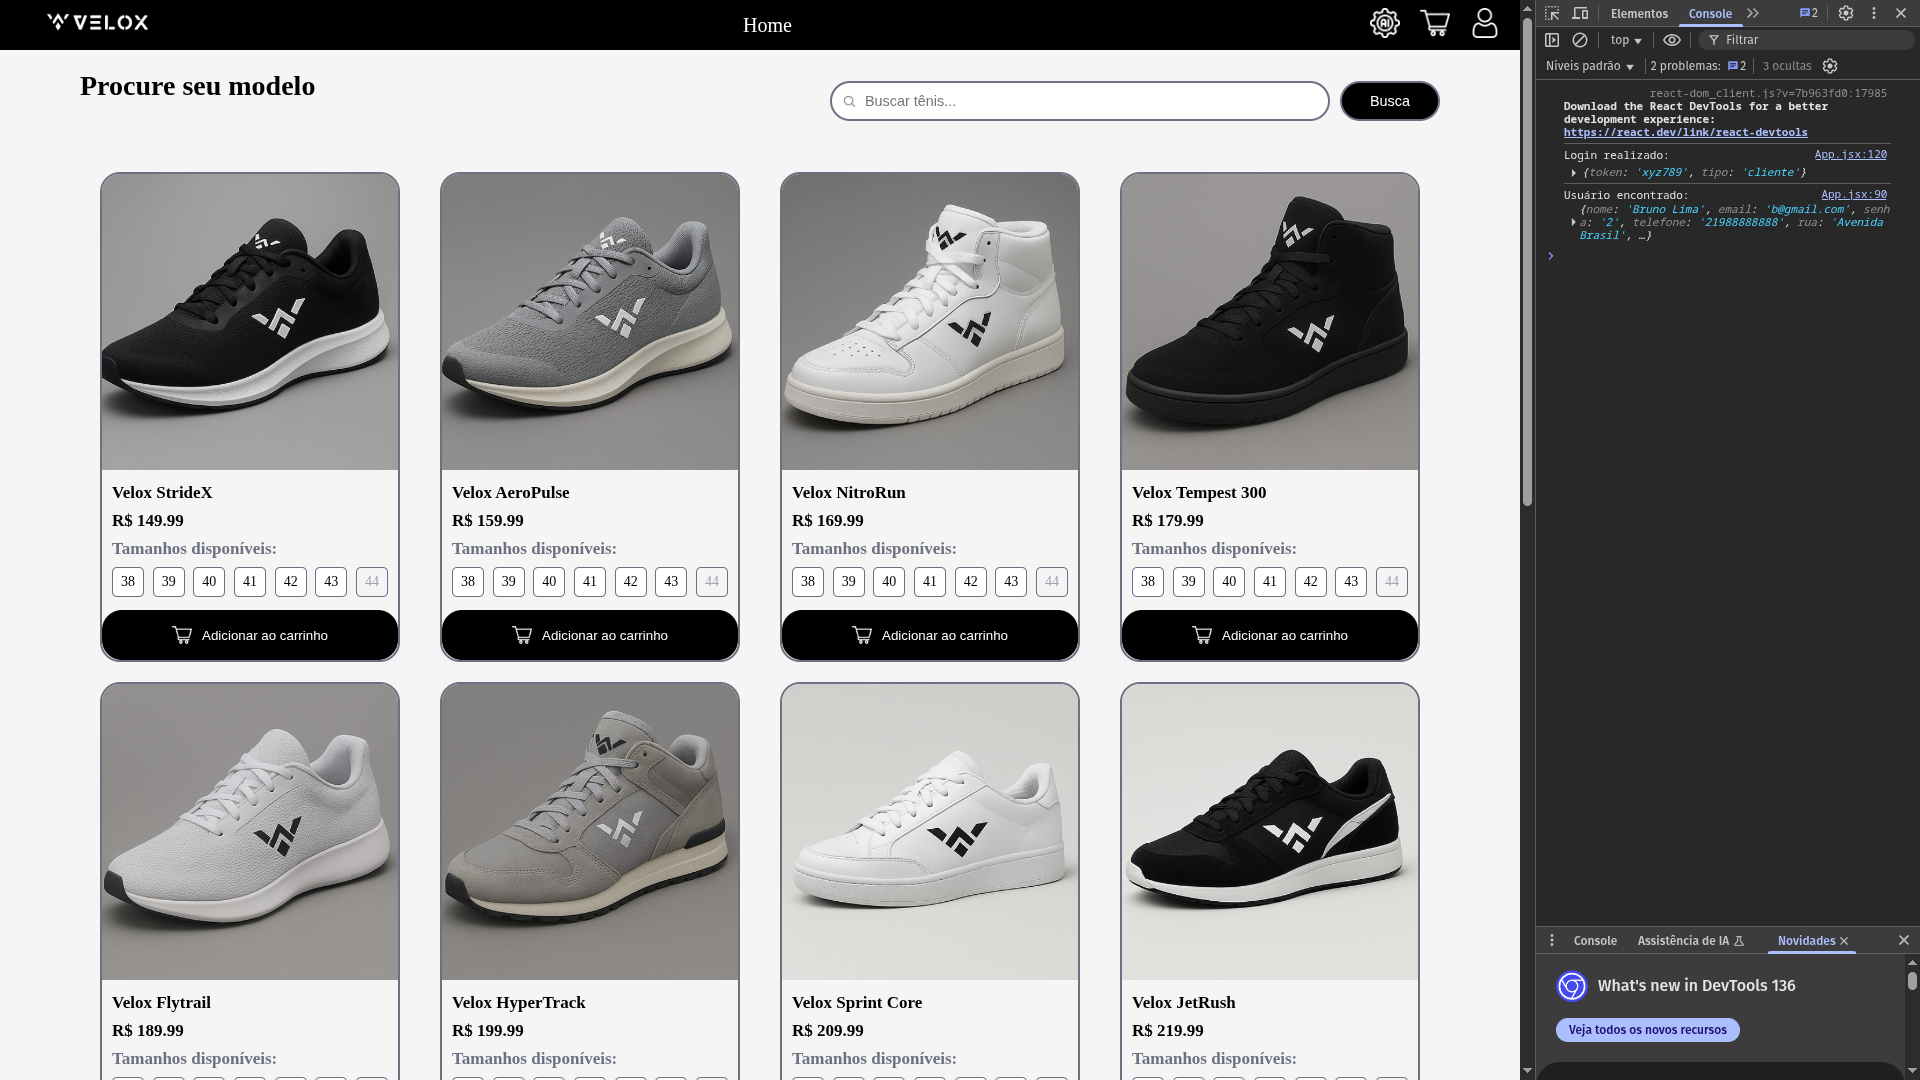 VELOX
Home
AI
Procure seu modelo
Buscar tênis...
Busca
Velox StrideX
R$ 149.99
Tamanhos disponíveis:
38 39 40 41 42 43 44
Adicionar ao carrinho
Velox AeroPulse
R$ 159.99
Tamanhos disponíveis:
38 39 40 41 42 43 44
Adicionar ao carrinho
Velox NitroRun
R$ 169.99
Tamanhos disponíveis:
38 39 40 41 42 43 44
Adicionar ao carrinho
Velox Tempest 300
R$ 179.99
Tamanhos disponíveis:
38 39 40 41 42 43 44
Adicionar ao carrinho
Velox Flytrail
R$ 189.99
Tamanhos disponíveis:
Velox HyperTrack
R$ 199.99
Tamanhos disponíveis:
Velox Sprint Core
R$ 209.99
Tamanhos disponíveis:
Velox JetRush
R$ 219.99
Tamanhos disponíveis:
Elementos Console 2
top Filtrar
Níveis padrão 2 problemas: 2 3 ocultas
react-dom_client.js?v=7b963fd0:17985
Download the React DevTools for a better
development experience:
https://react.dev/link/react-devtools
Login realizado: App.jsx:120
{token: 'xyz789', tipo: 'cliente'}
Usuário encontrado: App.jsx:90
{nome: 'Bruno Lima', email: 'b@gmail.com', senh
a: '2', telefone: '21988888888', rua: 'Avenida
Brasil', …}
Console Assistência de IA Novidades
What's new in DevTools 136
Veja todos os novos recursos